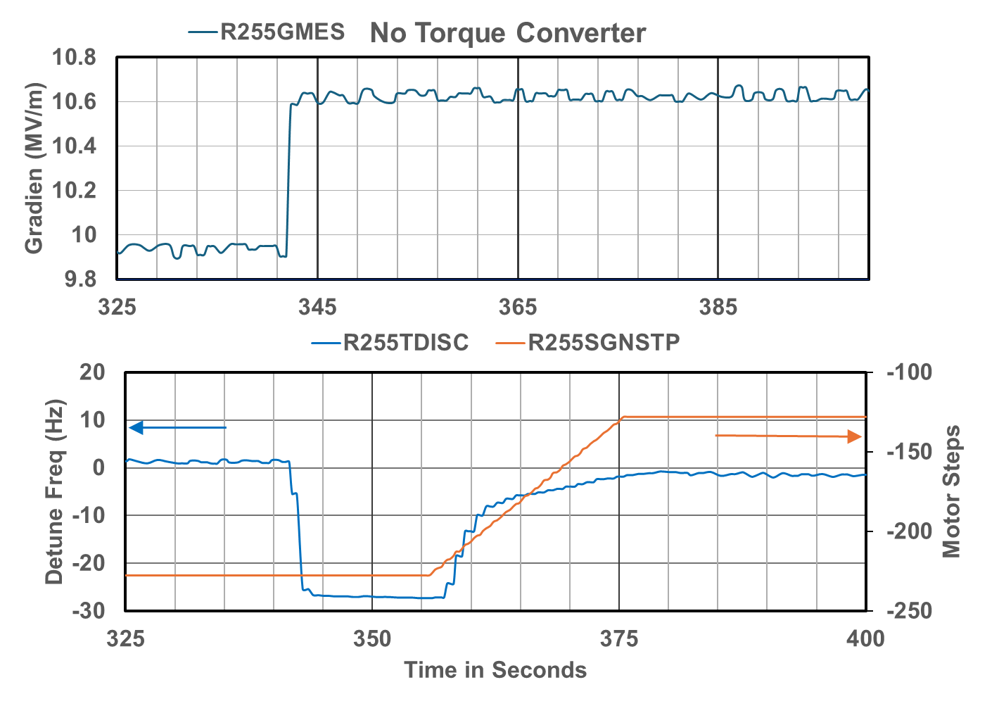 R255GMES No Torque Converter
10.8
10.6
10.4
10.2
10
9.8
Gradien (MV/m)
325 345 365 385
R255TDISC R255SGNSTP
20
10
0
-10
-20
-30
Detune Freq (Hz)
-100
-150
-200
-250
Motor Steps
325 350 375 400
Time in Seconds